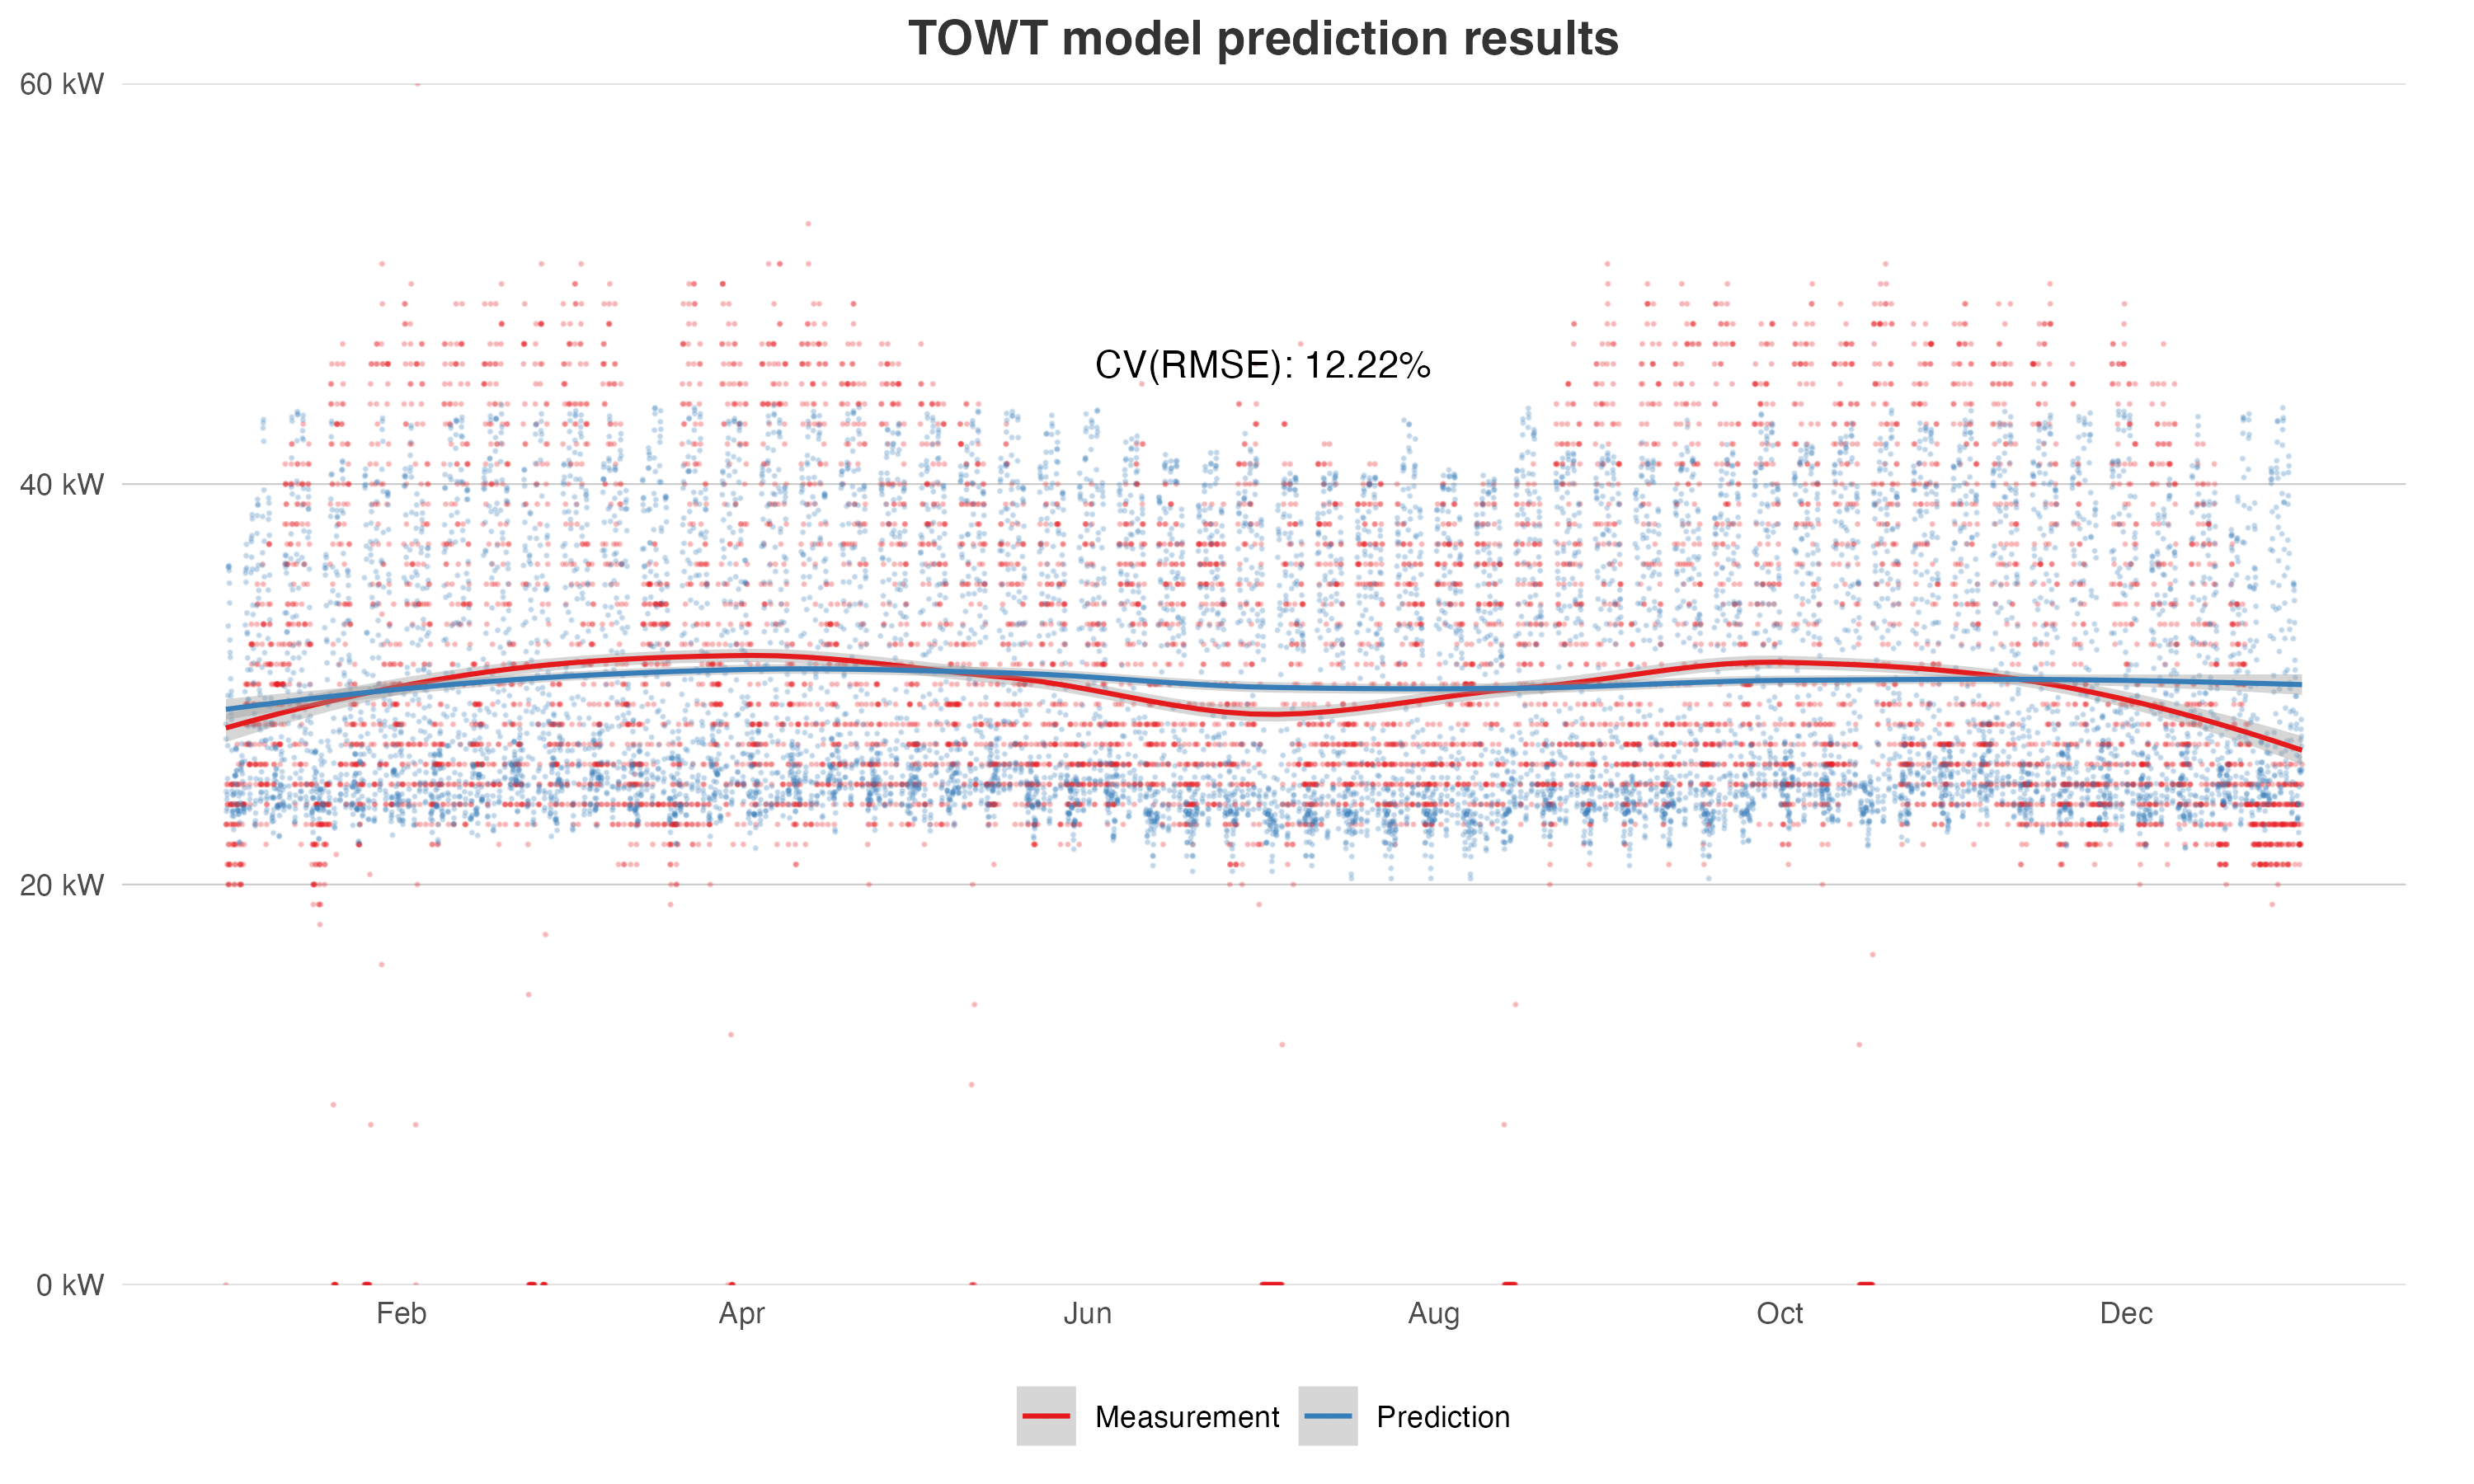 TOWT model prediction results
60 kW
CV(RMSE): 12.22%
40 kW
20 kW
0 kW
Feb Apr Jun Aug Oct Dec
Measurement Prediction